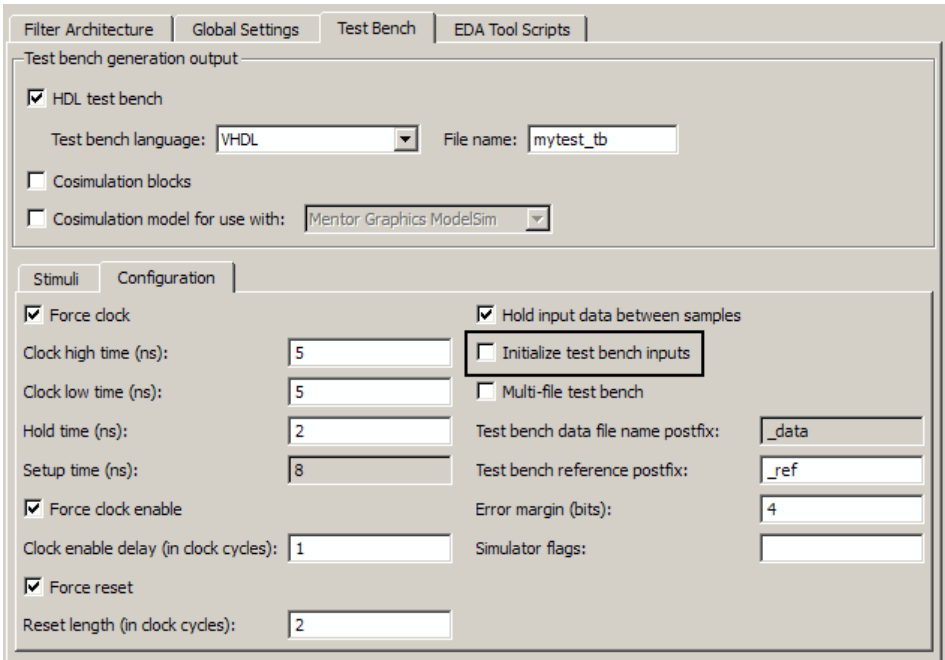 Filter Architecture Global Settings Test Bench EDA Tool Scripts
Test bench generation output
HDL test bench
Test bench language: VHDL File name: mytest_tb
Cosimulation blocks
Cosimulation model for use with: Mentor Graphics ModelSim
Stimuli Configuration
Force clock Hold input data between samples
Clock high time (ns): 5 Initialize test bench inputs
Clock low time (ns): 5 Multi-file test bench
Hold time (ns): 2 Test bench data file name postfix: _data
Setup time (ns): 8 Test bench reference postfix: _ref
Force clock enable Error margin (bits): 4
Clock enable delay (in clock cycles): 1 Simulator flags:
Force reset
Reset length (in clock cycles): 2